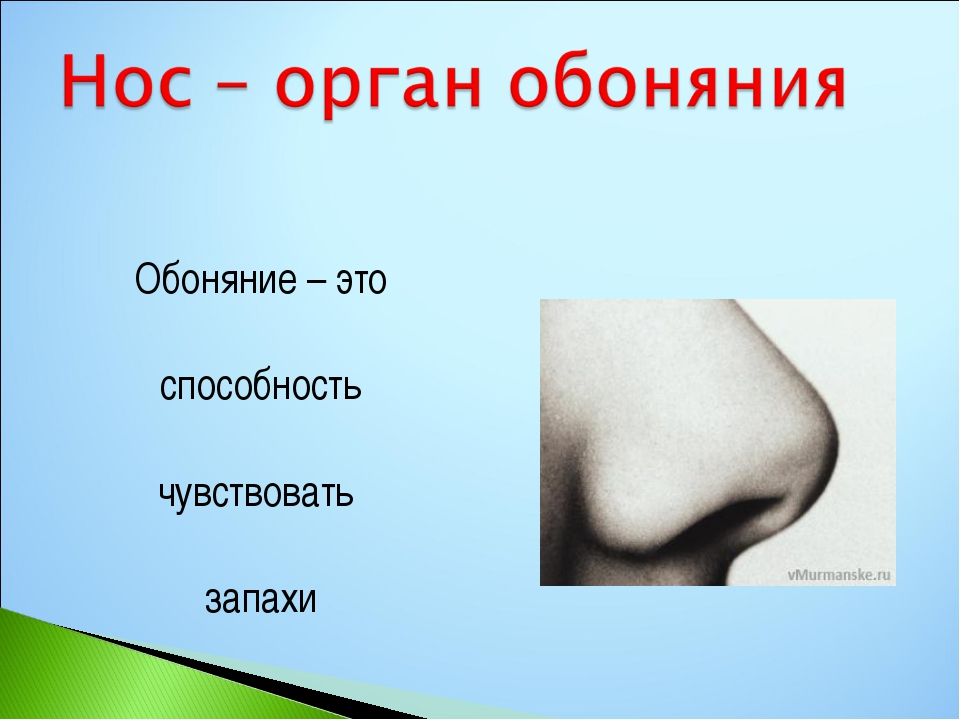 Нос – орган обоняния
Обоняние – это
способность
чувствовать
запахи
vMurmanske.ru